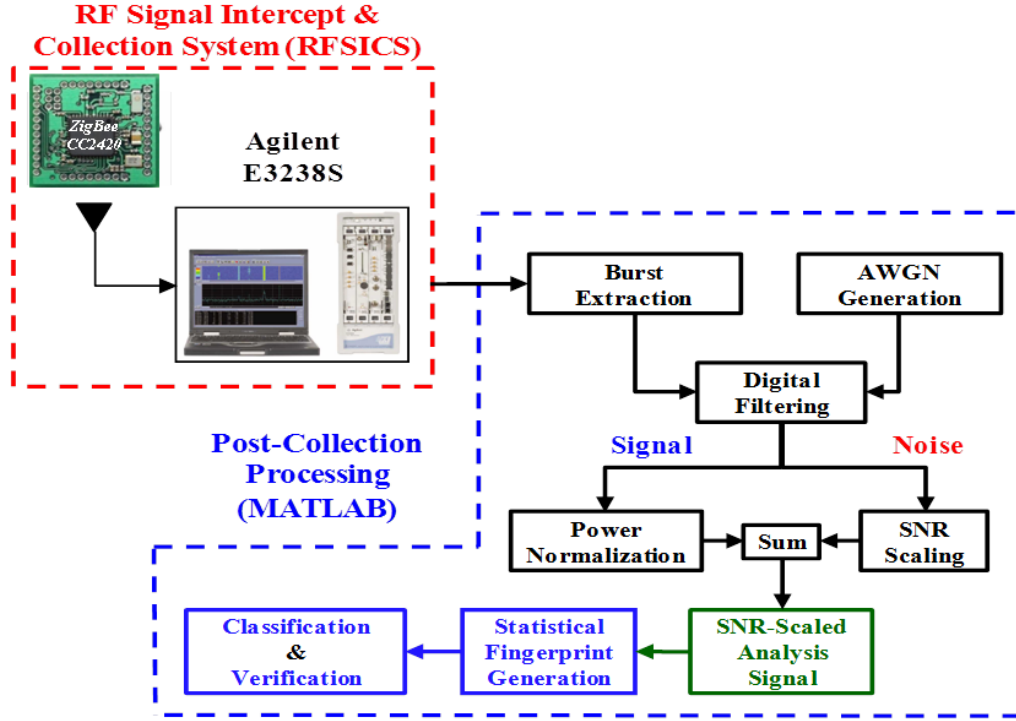 RF Signal Intercept &
Collection System (RFSICS)
ZigBee
CC2420
Agilent
E3238S
Burst
Extraction
AWGN
Generation
Digital
Filtering
Post-Collection
Processing
(MATLAB)
Signal
Noise
Power
Normalization
Sum
SNR
Scaling
Classification
&
Verification
Statistical
Fingerprint
Generation
SNR-Scaled
Analysis
Signal